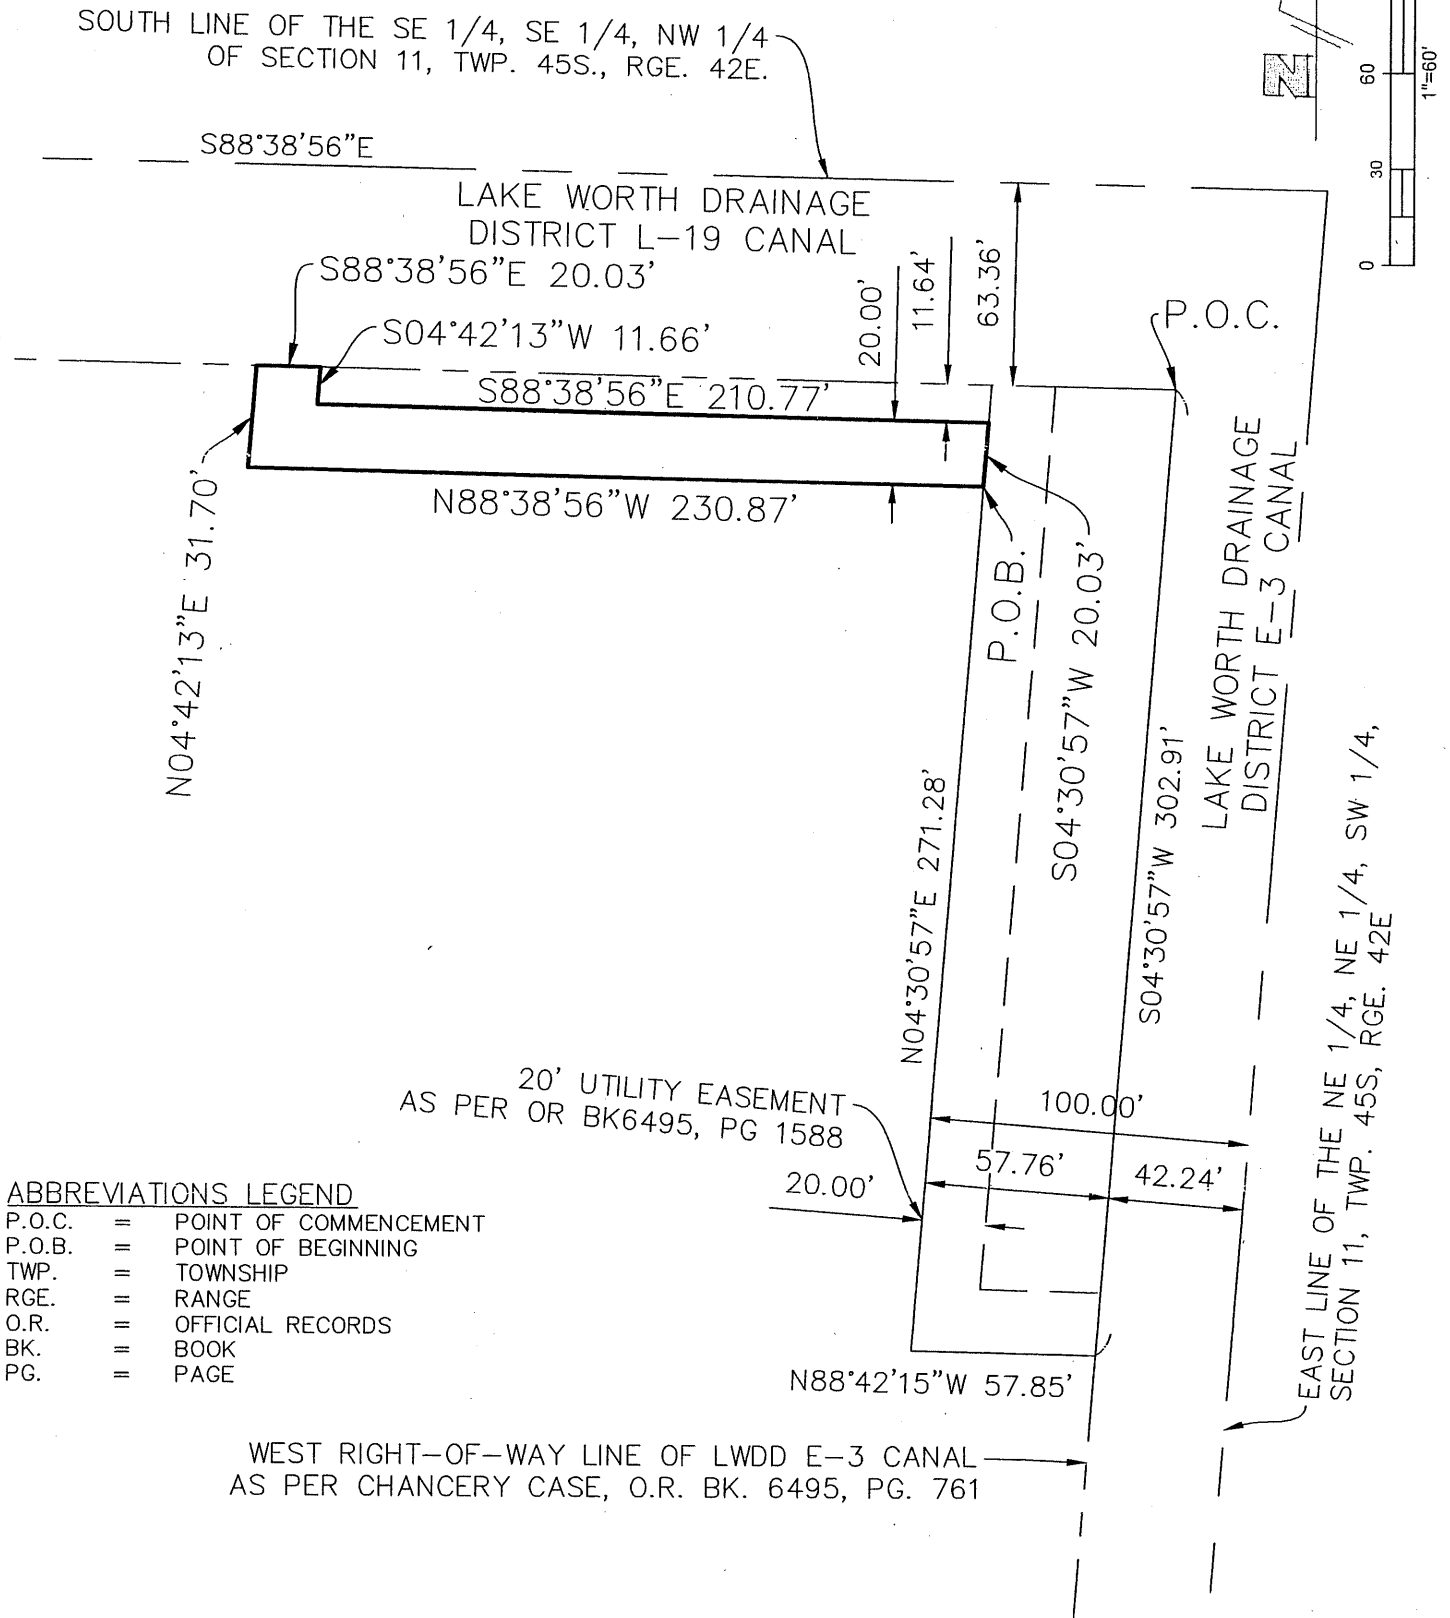 SOUTH LINE OF THE SE 1/4, SE 1/4, NW 1/4
OF SECTION 11, TWP. 45S., RGE. 42E.
N
60
30
0
1"=60'
S88°38'56"E
LAKE WORTH DRAINAGE
DISTRICT L-19 CANAL
S88°38'56"E 20.03'
S04°42'13"W 11.66'
20.00'
11.64'
63.36'
P.O.C.
S88°38'56"E 210.77'
N88°38'56"W 230.87'
N04°42'13"E 31.70'
P.O.B.
S04°30'57"W 20.03'
LAKE WORTH DRAINAGE
DISTRICT E-3 CANAL
N04°30'57"E 271.28'
S04°30'57"W 302.91'
EAST LINE OF THE NE 1/4, NE 1/4, SW 1/4,
SECTION 11, TWP. 45S, RGE. 42E
20' UTILITY EASEMENT
AS PER OR BK6495, PG 1588
100.00'
57.76'
42.24'
20.00'
ABBREVIATIONS LEGEND
P.O.C. = POINT OF COMMENCEMENT
P.O.B. = POINT OF BEGINNING
TWP. = TOWNSHIP
RGE. = RANGE
O.R. = OFFICIAL RECORDS
BK. = BOOK
PG. = PAGE
N88°42'15"W 57.85'
WEST RIGHT-OF-WAY LINE OF LWDD E-3 CANAL
AS PER CHANCERY CASE, O.R. BK. 6495, PG. 761